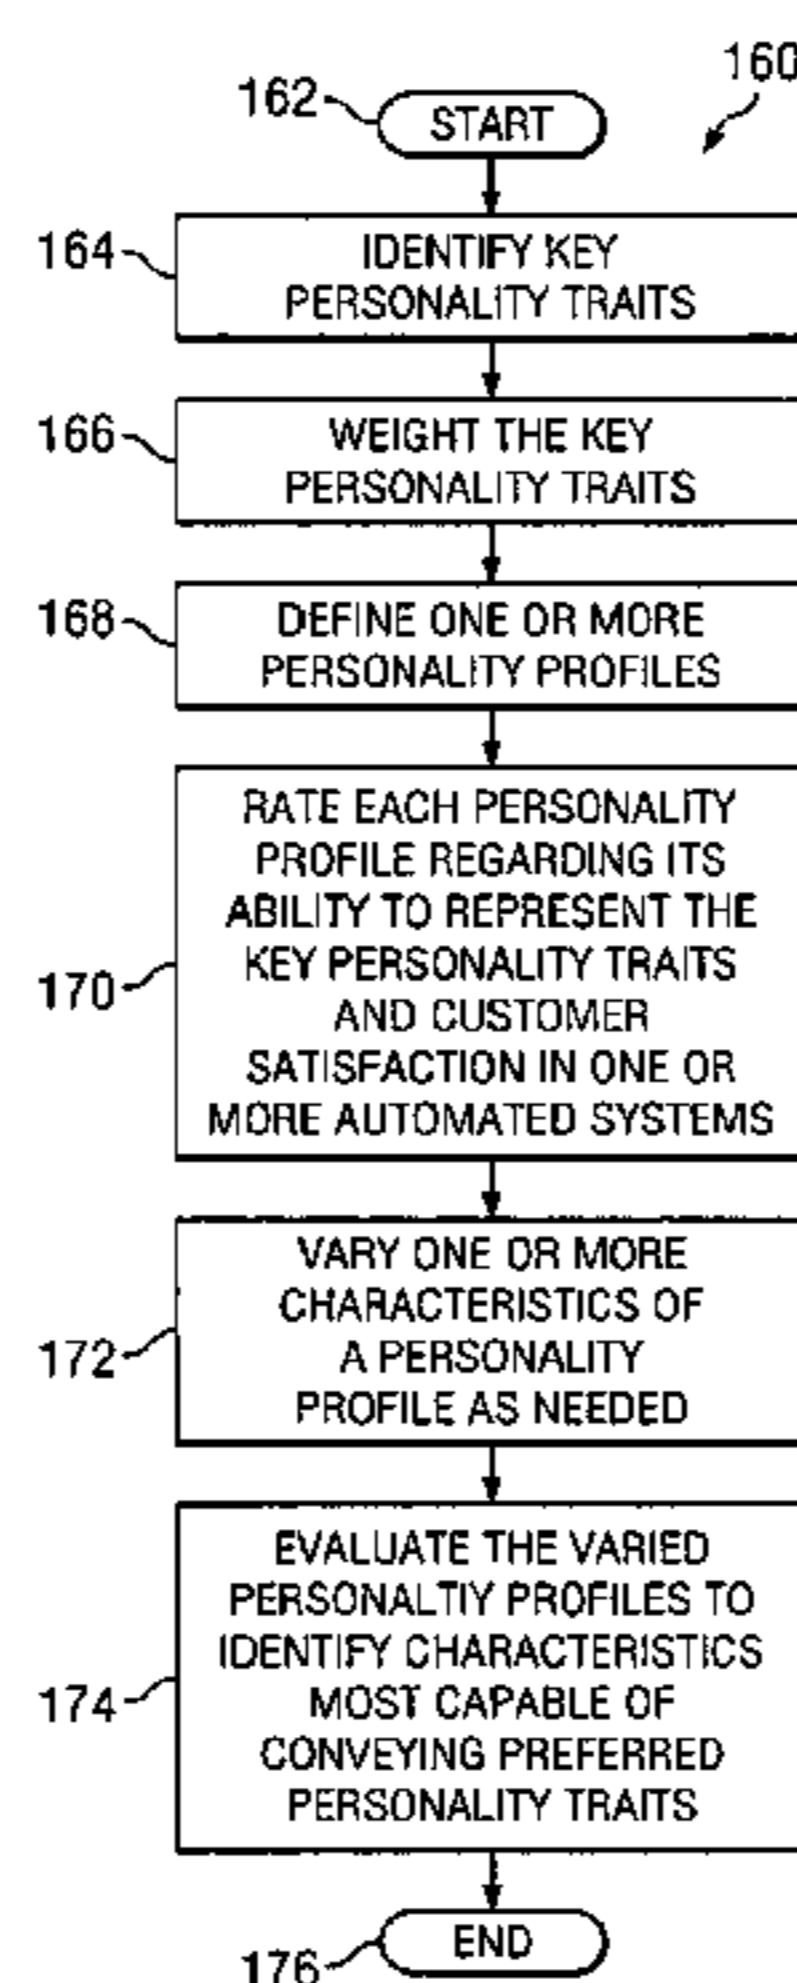 160
162
START
164
IDENTIFY KEY
PERSONALITY TRAITS
166
WEIGHT THE KEY
PERSONALITY TRAITS
168
DEFINE ONE OR MORE
PERSONALITY PROFILES
170
RATE EACH PERSONALITY
PROFILE REGARDING ITS
ABILITY TO REPRESENT THE
KEY PERSONALITY TRAITS
AND CUSTOMER
SATISFACTION IN ONE OR
MORE AUTOMATED SYSTEMS
172
VARY ONE OR MORE
CHARACTERISTICS OF
A PERSONALITY
PROFILE AS NEEDED
174
EVALUATE THE VARIED
PERSONALTIY PROFILES TO
IDENTIFY CHARACTERISTICS
MOST CAPABLE OF
CONVEYING PREFERRED
PERSONALITY TRAITS
END
176